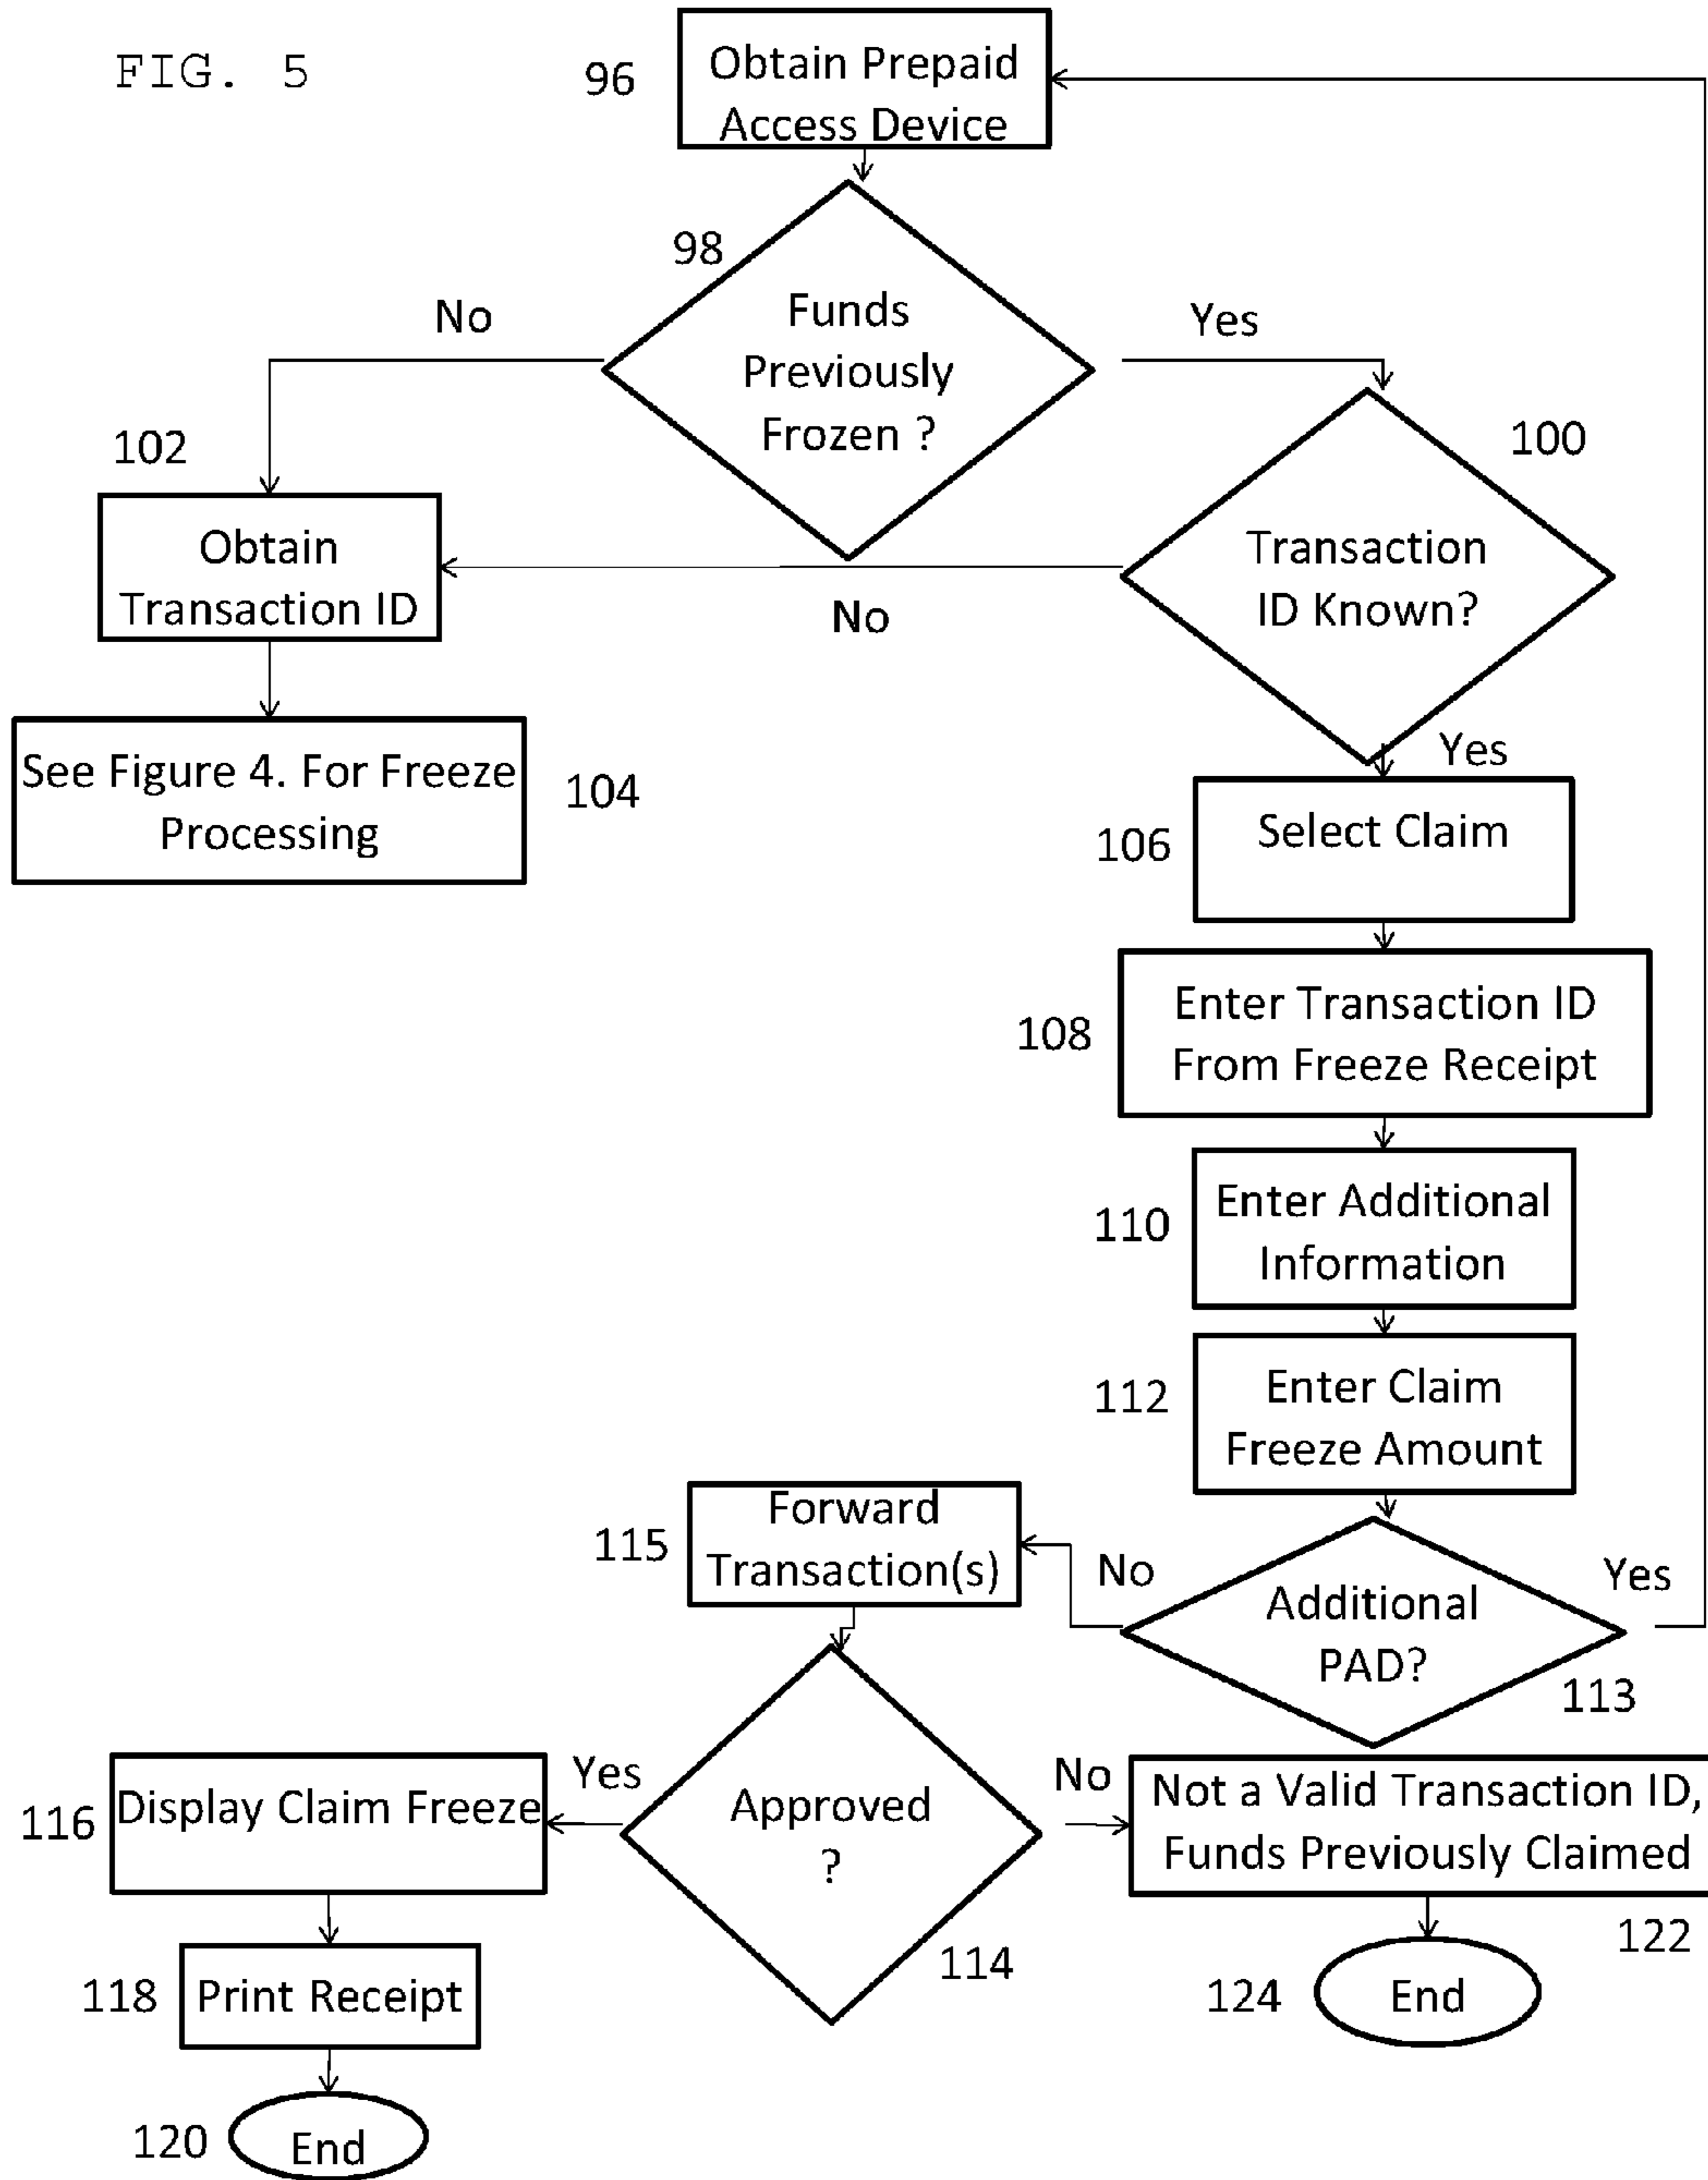 FIG. 5
96
Obtain Prepaid
Access Device
98
Funds
Previously
Frozen ?
No
Yes
100
Transaction
ID Known?
102
Obtain
Transaction ID
No
Yes
See Figure 4. For Freeze
Processing
104
106
Select Claim
108
Enter Transaction ID
From Freeze Receipt
110
Enter Additional
Information
112
Enter Claim
Freeze Amount
115
Forward
Transaction(s)
No
Additional
PAD?
Yes
113
116
Display Claim Freeze
Yes
Approved
?
114
No
Not a Valid Transaction ID,
Funds Previously Claimed
122
118
Print Receipt
124
End
120
End